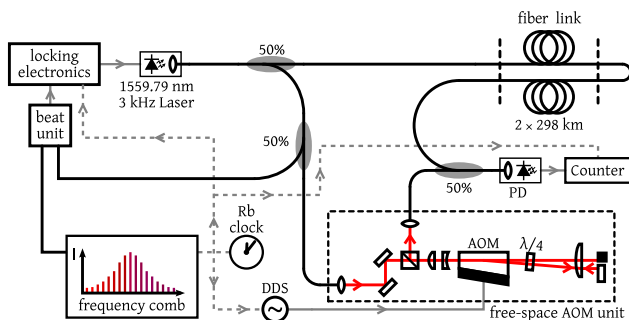 fiber link
locking
electronics
50%
1559.79 nm
3 kHz Laser
2 × 298 km
beat
unit
50%
50%
PD
Counter
Rb
clock
AOM
λ/4
I
frequency comb
DDS
free-space AOM unit